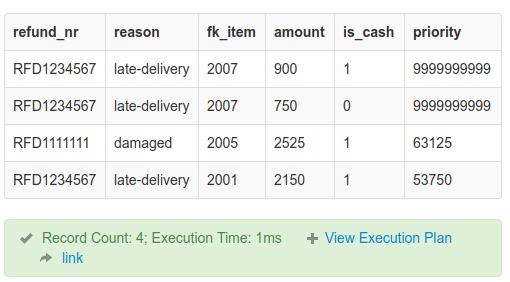 refund_nr reason fk_item amount is_cash priority
RFD1234567 late-delivery 2007 900 1 9999999999
RFD1234567 late-delivery 2007 750 0 9999999999
RFD1111111 damaged 2005 2525 1 63125
RFD1234567 late-delivery 2001 2150 1 53750
Record Count: 4; Execution Time: 1ms View Execution Plan
link